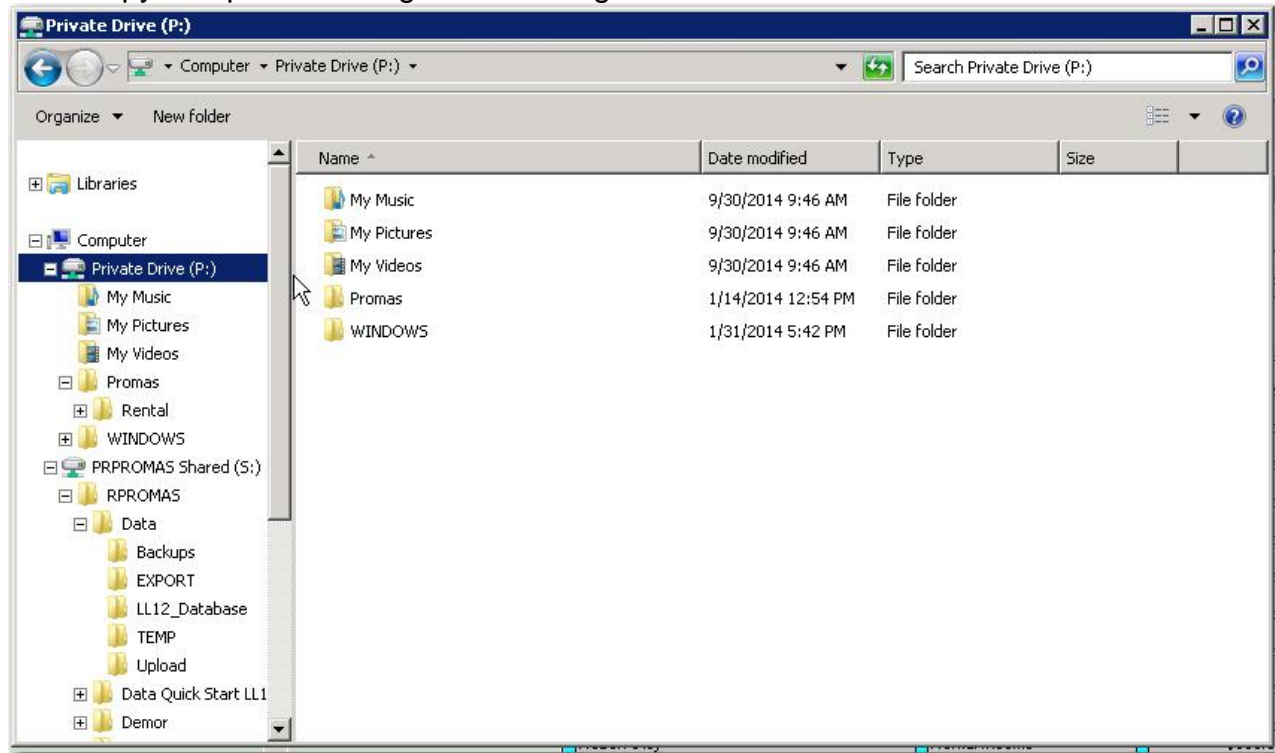 Private Drive (P:)
Computer Private Drive (P:)
Search Private Drive (P:)
Organize New folder
Name Date modified Type Size
Libraries
Computer
Private Drive (P:)
My Music
My Pictures
My Videos
Promas
Rental
WINDOWS
PRPROMAS Shared (S:)
RPROMAS
Data
Backups
EXPORT
LL12_Database
TEMP
Upload
Data Quick Start LL1
Demor
My Music 9/30/2014 9:46 AM File folder
My Pictures 9/30/2014 9:46 AM File folder
My Videos 9/30/2014 9:46 AM File folder
Promas 1/14/2014 12:54 PM File folder
WINDOWS 1/31/2014 5:42 PM File folder